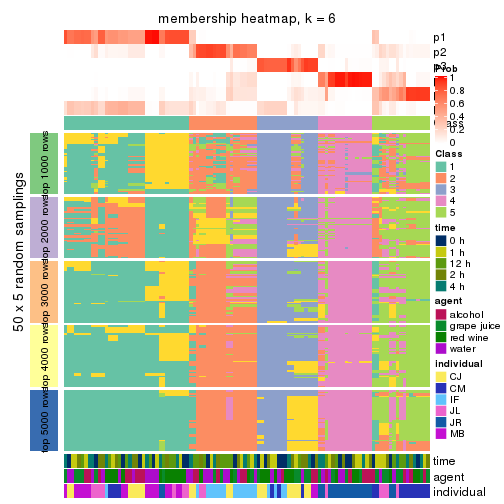 membership heatmap, k = 6
p1
p2
Prob
1
0.8
0.6
0.4
0.2
0
Class
1
2
3
4
5
time
0 h
1 h
12 h
2 h
4 h
agent
alcohol
grape juice
red wine
water
individual
CJ
CM
IF
JL
JR
MB
50 x 5 random samplings
top 1000 rows
top 2000 rows
top 3000 rows
top 4000 rows
top 5000 rows
time
agent
individual